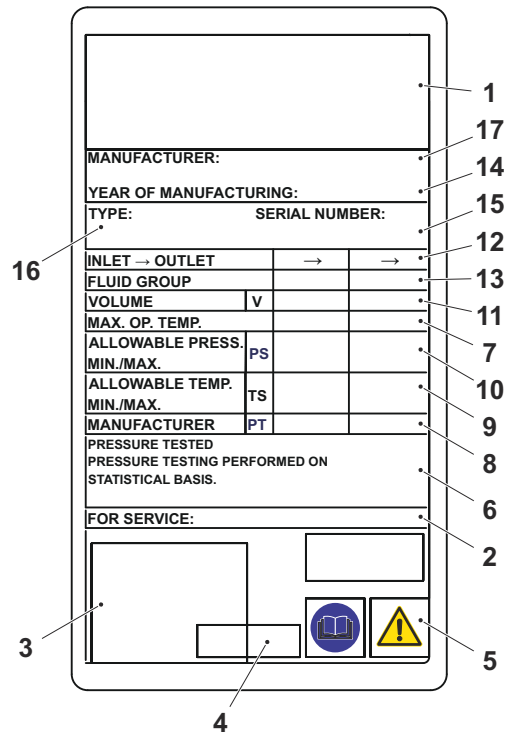 1
MANUFACTURER:
17
YEAR OF MANUFACTURING:
14
TYPE: SERIAL NUMBER:
15
16
INLET → OUTLET → →
12
FLUID GROUP
13
VOLUME V
11
MAX. OP. TEMP.
7
ALLOWABLE PRESS.
MIN./MAX.
PS
10
ALLOWABLE TEMP.
MIN./MAX.
TS
9
MANUFACTURER PT
8
PRESSURE TESTED
PRESSURE TESTING PERFORMED ON
STATISTICAL BASIS.
6
FOR SERVICE:
2
3
4
5